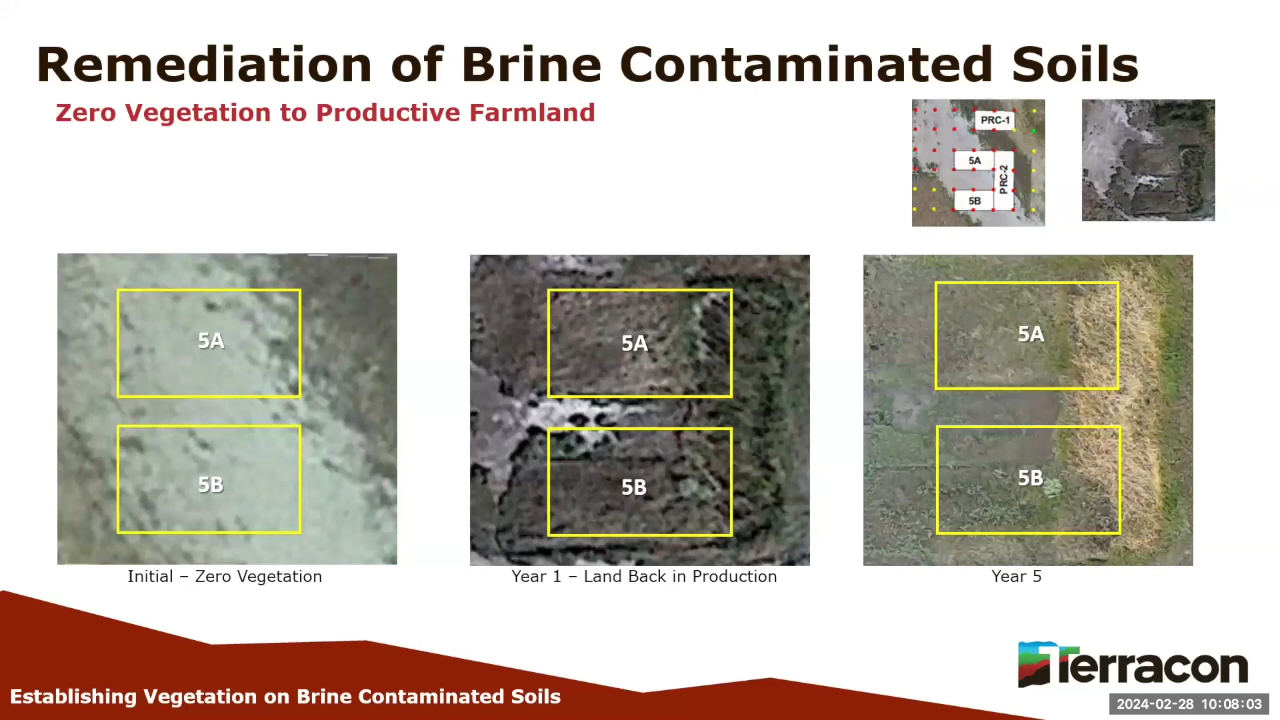 Remediation of Brine Contaminated Soils
Zero Vegetation to Productive Farmland
PRC-1
5A
PRC-2
5B
5A
5B
5A
5B
5A
5B
Initial – Zero Vegetation
Year 1 – Land Back in Production
Year 5
Terracon
Establishing Vegetation on Brine Contaminated Soils
2024-02-28 10:08:03